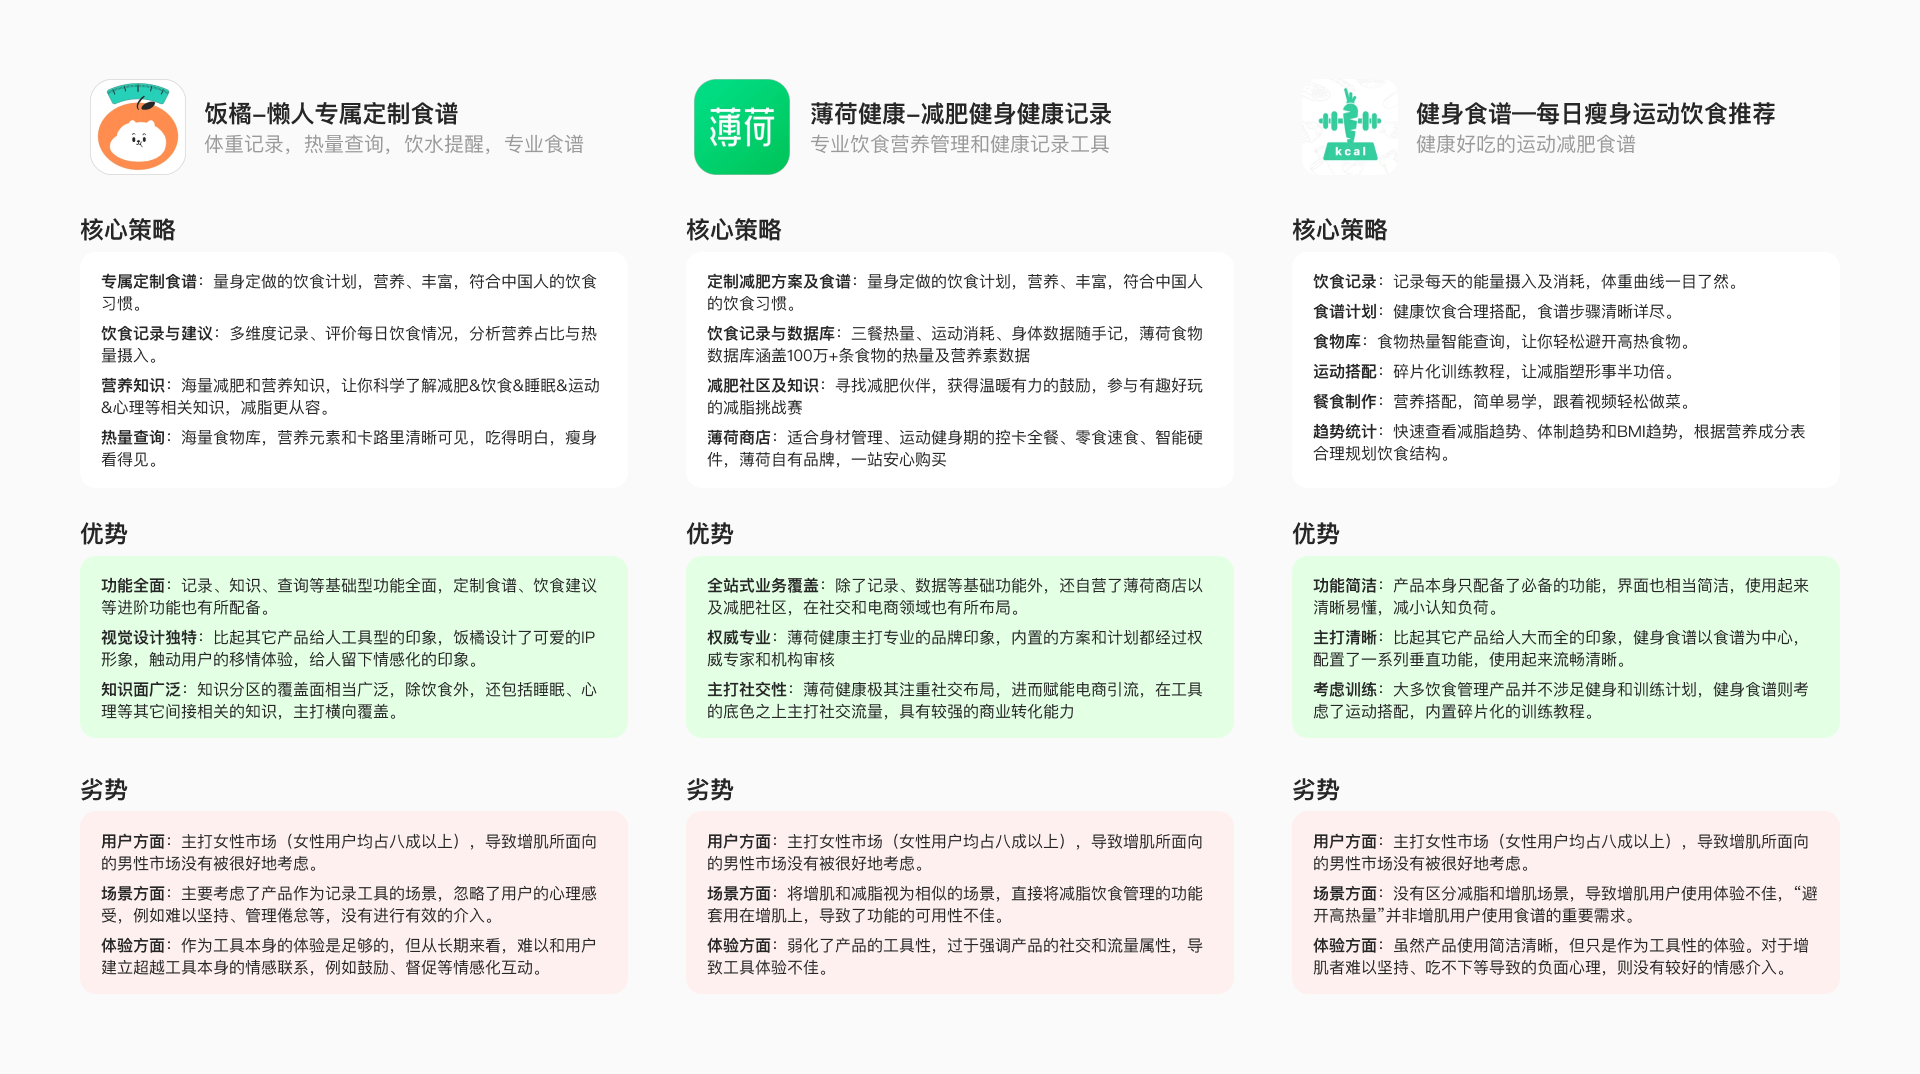 饭橘–懒人专属定制食谱
体重记录，热量查询，饮水提醒，专业食谱
核心策略
专属定制食谱：量身定做的饮食计划，营养、丰富，符合中国人的饮食
习惯。
饮食记录与建议：多维度记录、评价每日饮食情况，分析营养占比与热
量摄入。
营养知识：海量减肥和营养知识，让你科学了解减肥&饮食&睡眠&运动
&心理等相关知识，减脂更从容。
热量查询：海量食物库，营养元素和卡路里清晰可见，吃得明白，瘦身
看得见。
优势
功能全面：记录、知识、查询等基础型功能全面，定制食谱、饮食建议
等进阶功能也有所配备。
视觉设计独特：比起其它产品给人工具型的印象，饭橘设计了可爱的IP
形象，触动用户的移情体验，给人留下情感化的印象。
知识面广泛：知识分区的覆盖面相当广泛，除饮食外，还包括睡眠、心
理等其它间接相关的知识，主打横向覆盖。
劣势
用户方面：主打女性市场（女性用户均占八成以上），导致增肌所面向
的男性市场没有被很好地考虑。
场景方面：主要考虑了产品作为记录工具的场景，忽略了用户的心理感
受，例如难以坚持、管理倦怠等，没有进行有效的介入。
体验方面：作为工具本身的体验是足够的，但从长期来看，难以和用户
建立超越工具本身的情感联系，例如鼓励、督促等情感化互动。
薄荷
薄荷健康–减肥健身健康记录
专业饮食营养管理和健康记录工具
核心策略
定制减肥方案及食谱：量身定做的饮食计划，营养、丰富，符合中国人
的饮食习惯。
饮食记录与数据库：三餐热量、运动消耗、身体数据随手记，薄荷食物
数据库涵盖100万+条食物的热量及营养素数据
减肥社区及知识：寻找减肥伙伴，获得温暖有力的鼓励，参与有趣好玩
的减脂挑战赛
薄荷商店：适合身材管理、运动健身期的控卡全餐、零食速食、智能硬
件，薄荷自有品牌，一站安心购买
优势
全站式业务覆盖：除了记录、数据等基础功能外，还自营了薄荷商店以
及减肥社区，在社交和电商领域也有所布局。
权威专业：薄荷健康主打专业的品牌印象，内置的方案和计划都经过权
威专家和机构审核
主打社交性：薄荷健康极其注重社交布局，进而赋能电商引流，在工具
的底色之上主打社交流量，具有较强的商业转化能力
劣势
用户方面：主打女性市场（女性用户均占八成以上），导致增肌所面向
的男性市场没有被很好地考虑。
场景方面：将增肌和减脂视为相似的场景，直接将减脂饮食管理的功能
套用在增肌上，导致了功能的可用性不佳。
体验方面：弱化了产品的工具性，过于强调产品的社交和流量属性，导
致工具体验不佳。
kcal
健身食谱—每日瘦身运动饮食推荐
健康好吃的运动减肥食谱
核心策略
饮食记录：记录每天的能量摄入及消耗，体重曲线一目了然。
食谱计划：健康饮食合理搭配，食谱步骤清晰详尽。
食物库：食物热量智能查询，让你轻松避开高热食物。
运动搭配：碎片化训练教程，让减脂塑形事半功倍。
餐食制作：营养搭配，简单易学，跟着视频轻松做菜。
趋势统计：快速查看减脂趋势、体制趋势和BMI趋势，根据营养成分表
合理规划饮食结构。
优势
功能简洁：产品本身只配备了必备的功能，界面也相当简洁，使用起来
清晰易懂，减小认知负荷。
主打清晰：比起其它产品给人大而全的印象，健身食谱以食谱为中心，
配置了一系列垂直功能，使用起来流畅清晰。
考虑训练：大多饮食管理产品并不涉足健身和训练计划，健身食谱则考
虑了运动搭配，内置碎片化的训练教程。
劣势
用户方面：主打女性市场（女性用户均占八成以上），导致增肌所面向
的男性市场没有被很好地考虑。
场景方面：没有区分减脂和增肌场景，导致增肌用户使用体验不佳，“避
开高热量”并非增肌用户使用食谱的重要需求。
体验方面：虽然产品使用简洁清晰，但只是作为工具性的体验。对于增
肌者难以坚持、吃不下等导致的负面心理，则没有较好的情感介入。